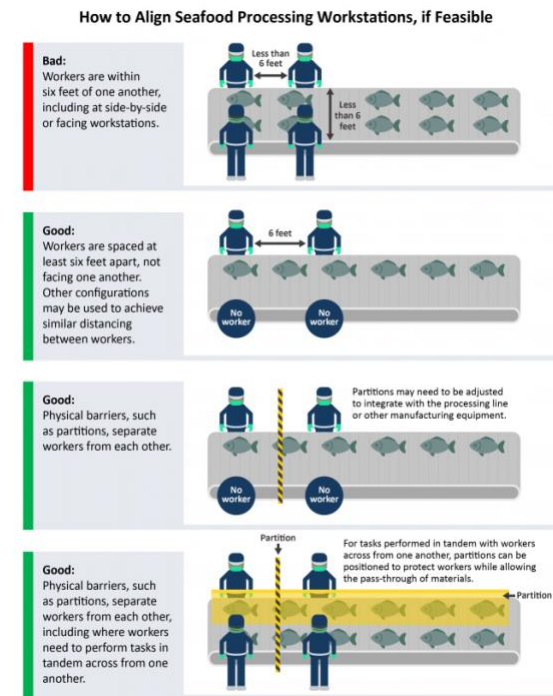 How to Align Seafood Processing Workstations, if Feasible
Bad:
Workers are within
six feet of one another,
including at side-by-side
or facing workstations.
Less than
6 feet
Less
than 6
feet
Good:
Workers are spaced at
least six feet apart, not
facing one another.
Other configurations
may be used to achieve
similar distancing
between workers.
6 feet
No
worker
No
worker
Good:
Physical barriers, such
as partitions, separate
workers from each other.
Partitions may need to be adjusted
to integrate with the processing line
or other manufacturing equipment.
No
worker
No
worker
Good:
Physical barriers, such
as partitions, separate
workers from each other,
including where workers
need to perform tasks in
tandem across from one
another.
Partition
For tasks performed in tandem with workers
across from one another, partitions can be
positioned to protect workers while allowing
the pass-through of materials.
Partition